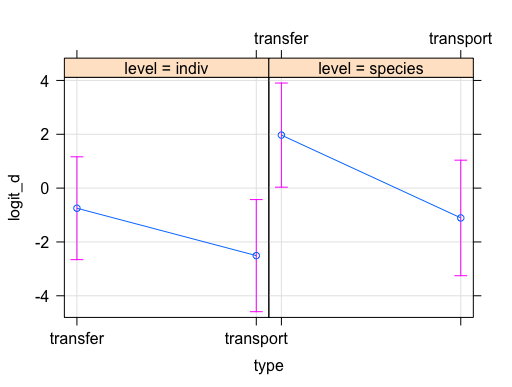 transfer transport
level = indiv level = species
4
2
0
-2
-4
logit_d
transfer transport
type